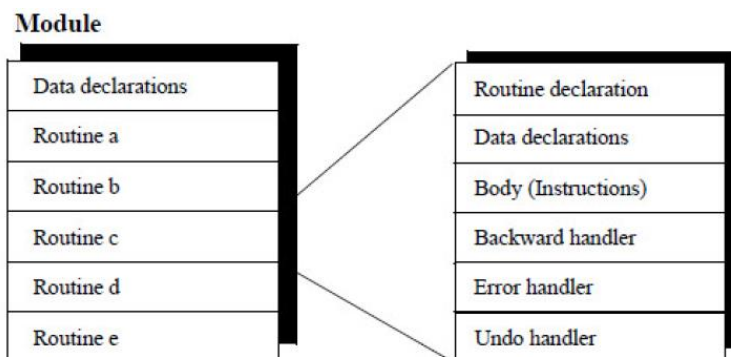 Module
Data declarations
Routine a
Routine b
Routine c
Routine d
Routine e
Routine declaration
Data declarations
Body (Instructions)
Backward handler
Error handler
Undo handler